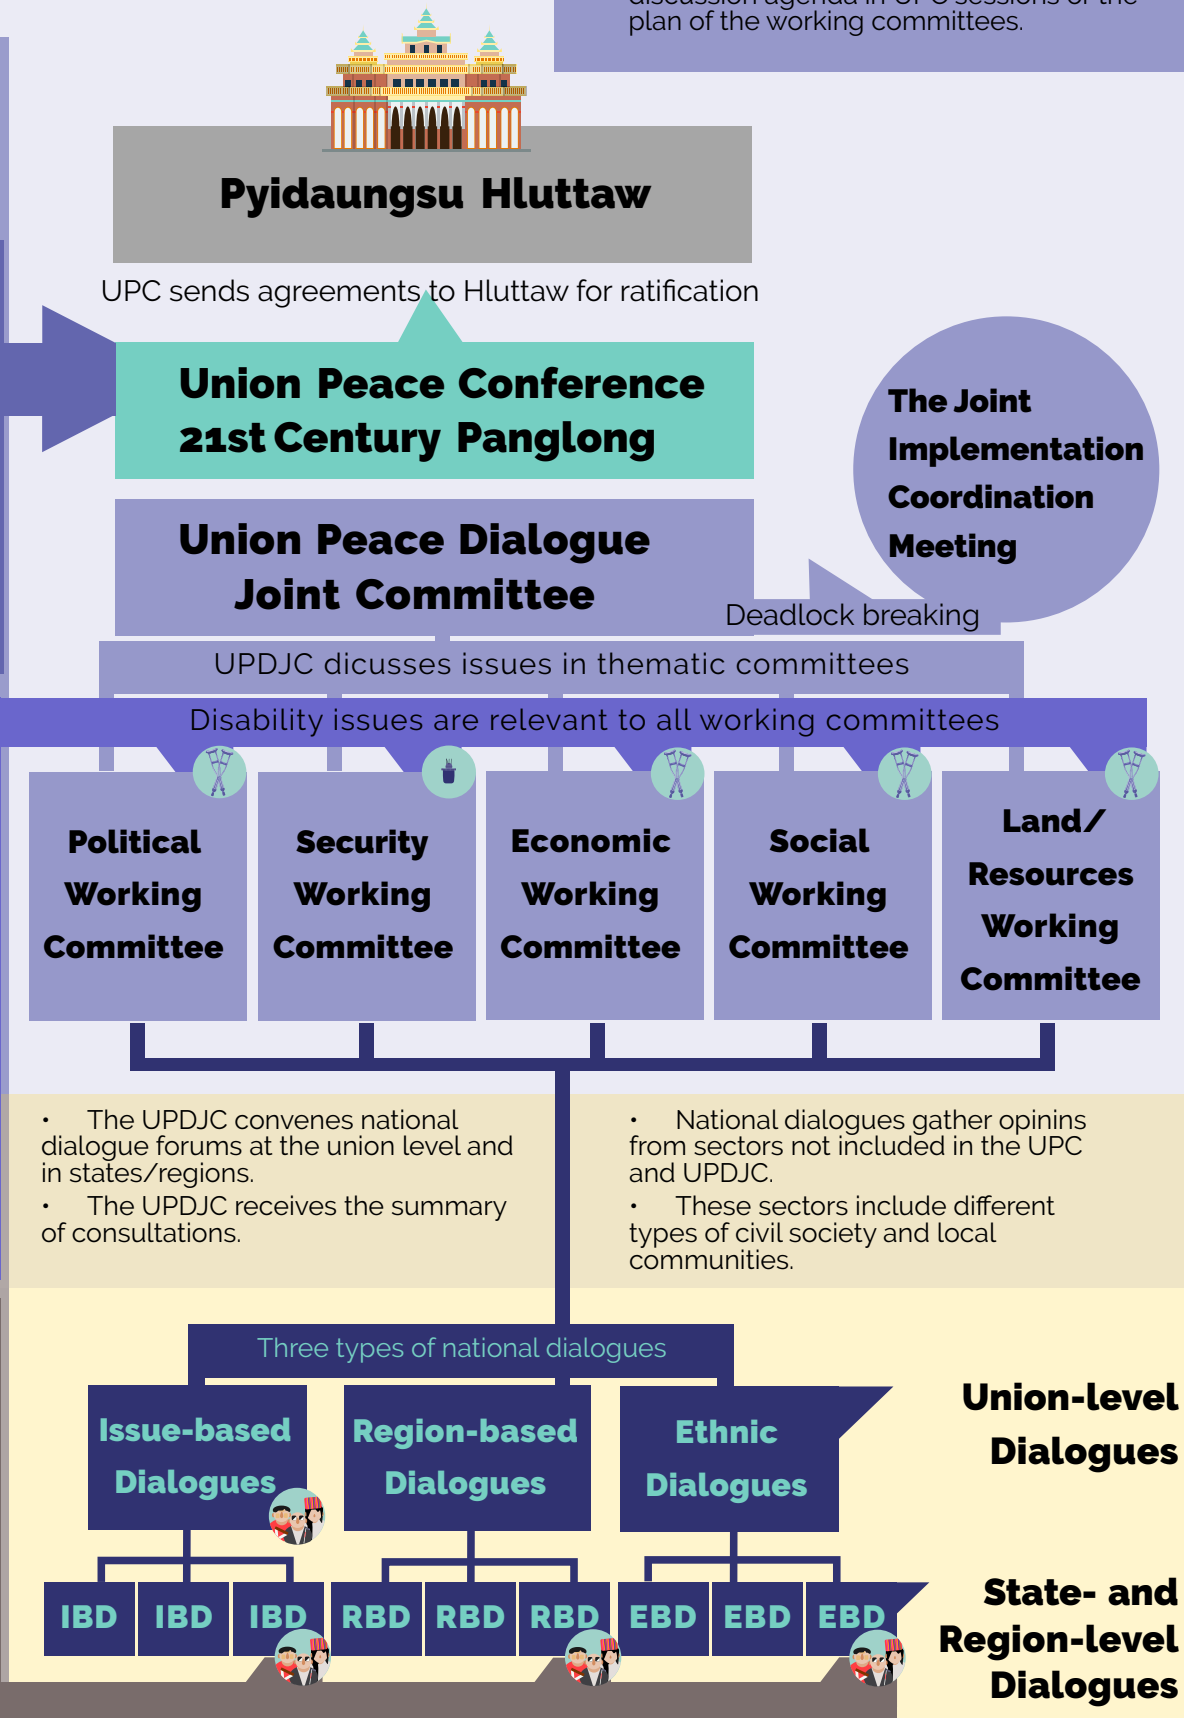 discussion agenda in UPC sessions or the
plan of the working committees.
Pyidaungsu Hluttaw
UPC sends agreements to Hluttaw for ratification
Union Peace Conference
21st Century Panglong
The Joint
Implementation
Coordination
Meeting
Union Peace Dialogue
Joint Committee
Deadlock breaking
UPDJC dicusses issues in thematic committees
Disability issues are relevant to all working committees
Political
Working
Committee
Security
Working
Committee
Economic
Working
Committee
Social
Working
Committee
Land/
Resources
Working
Committee
• The UPDJC convenes national
dialogue forums at the union level and
in states/regions.
• The UPDJC receives the summary
of consultations.
• National dialogues gather opinins
from sectors not included in the UPC
and UPDJC.
• These sectors include different
types of civil society and local
communities.
Three types of national dialogues
Issue-based
Dialogues
Region-based
Dialogues
Ethnic
Dialogues
Union-level
Dialogues
IBD
IBD
IBD
RBD
RBD
RBD
EBD
EBD
EBD
State- and
Region-level
Dialogues